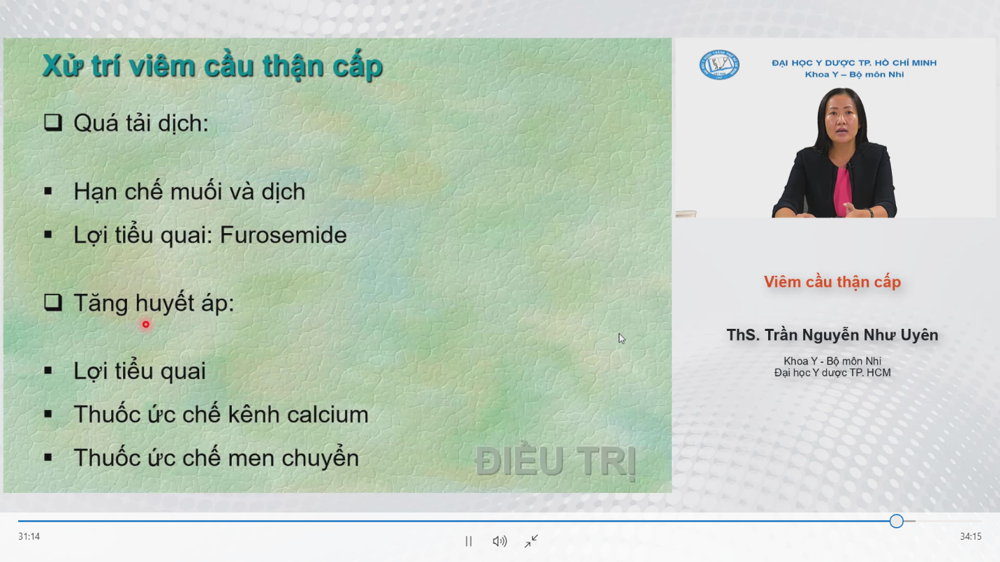 Xử trí viêm cầu thận cấp
❑ Quá tải dịch:
▪ Hạn chế muối và dịch
▪ Lợi tiểu quai: Furosemide
❑ Tăng huyết áp:
▪ Lợi tiểu quai
▪ Thuốc ức chế kênh calcium
▪ Thuốc ức chế men chuyển
ĐIỀU TRỊ
ĐẠI HỌC Y DƯỢC TP. HỒ CHÍ MINH
Khoa Y – Bộ môn Nhi
Viêm cầu thận cấp
ThS. Trần Nguyễn Như Uyên
Khoa Y - Bộ môn Nhi
Đại học Y dược TP. HCM
31:14
34:15